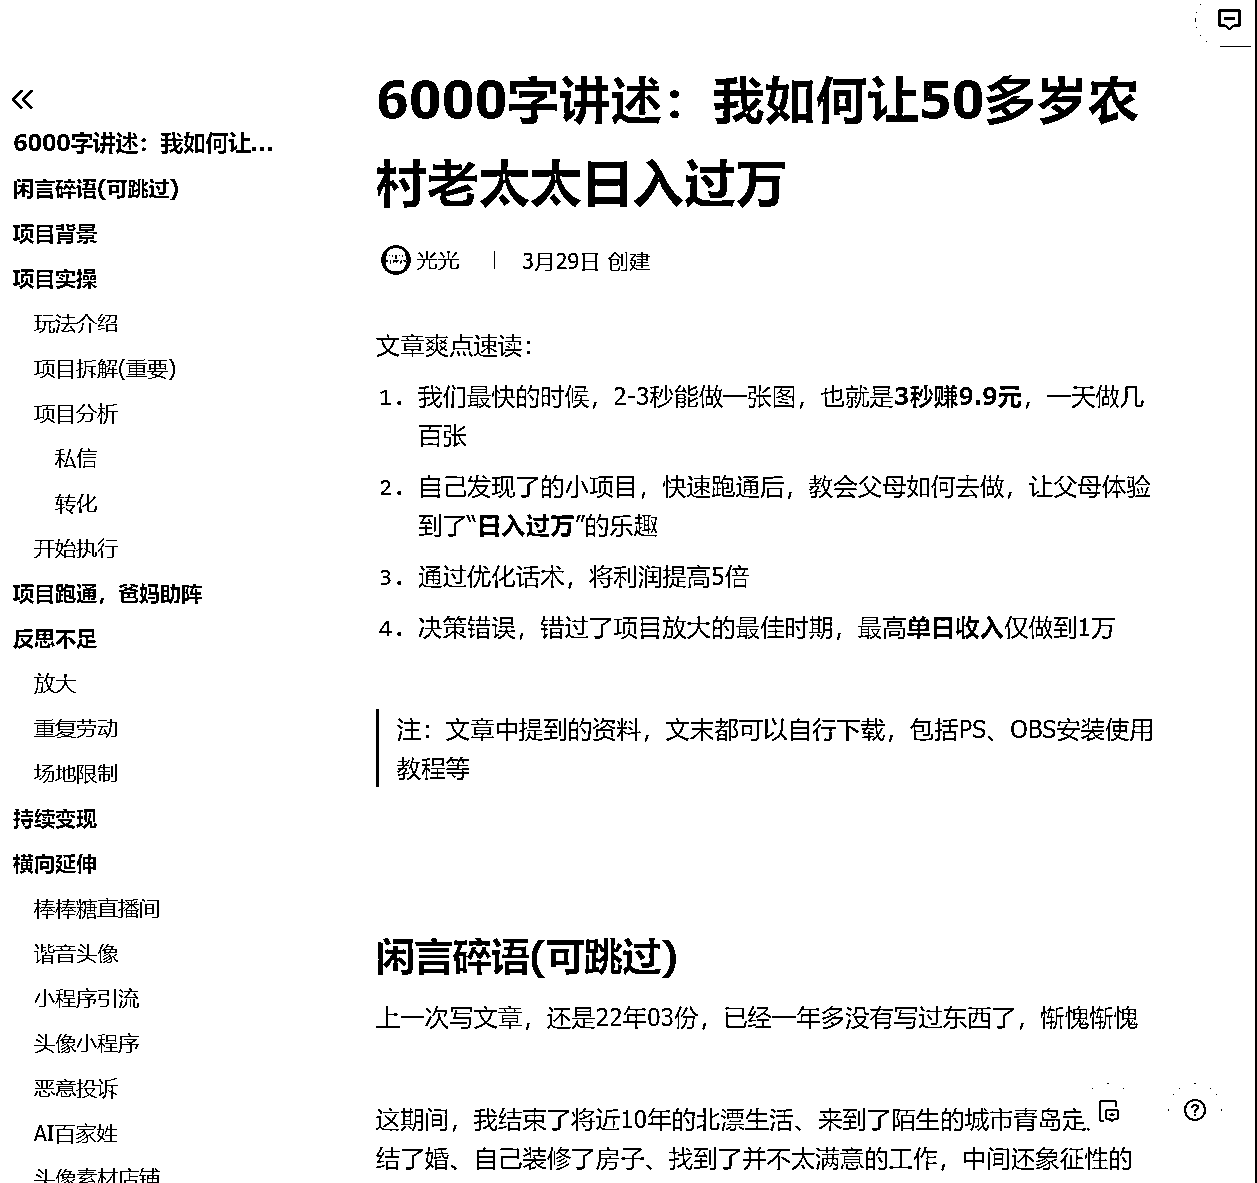 6000字讲述：我如何让...
闲言碎语(可跳过)
项目背景
项目实操
玩法介绍
项目拆解(重要)
项目分析
私信
转化
开始执行
项目跑通，爸妈助阵
反思不足
放大
重复劳动
场地限制
持续变现
横向延伸
棒棒糖直播间
谐音头像
小程序引流
头像小程序
恶意投诉
AI百家姓
头像素材店铺
6000字讲述：我如何让50多岁农
村老太太日入过万
光光 | 3月29日 创建
文章爽点速读：
1. 我们最快的时候，2-3秒能做一张图，也就是3秒赚9.9元，一天做几
百张
2. 自己发现了的小项目，快速跑通后，教会父母如何去做，让父母体验
到了“日入过万”的乐趣
3. 通过优化话术，将利润提高5倍
4. 决策错误，错过了项目放大的最佳时期，最高单日收入仅做到1万
注：文章中提到的资料，文末都可以自行下载，包括PS、OBS安装使用
教程等
闲言碎语(可跳过)
上一次写文章，还是22年03份，已经一年多没有写过东西了，惭愧惭愧
这期间，我结束了将近10年的北漂生活、来到了陌生的城市青岛定
结了婚、自己装修了房子、找到了并不太满意的工作，中间还象征性的